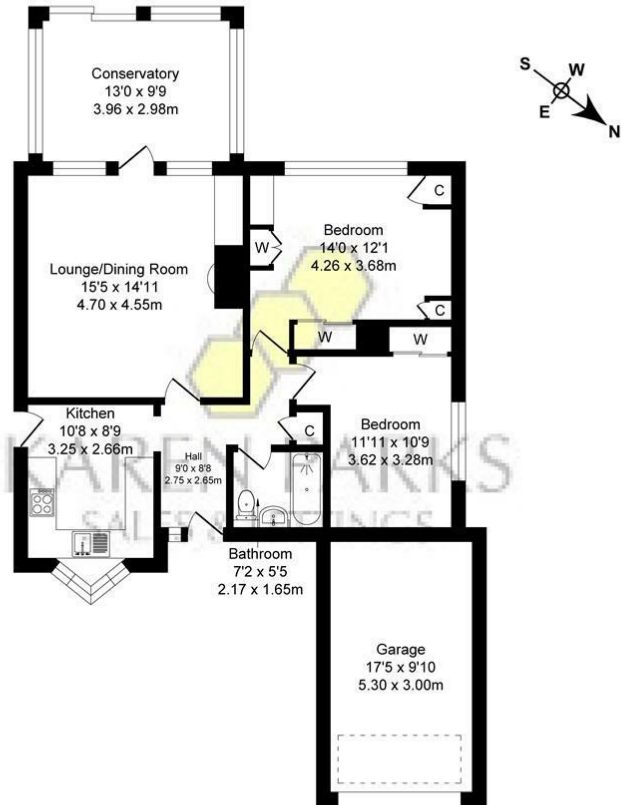 Conservatory
13'0 x 9'9
3.96 x 2.98m
S
W
E
N
C
Bedroom
14'0 x 12'1
4.26 x 3.68m
W
Lounge/Dining Room
15'5 x 14'11
4.70 x 4.55m
C
W
W
Kitchen
10'8 x 8'9
3.25 x 2.66m
Bedroom
11'11 x 10'9
3.62 x 3.28m
C
Hall
9'0 x 8'8
2.75 x 2.65m
KAREN PARKS
SALES & LETTINGS
Bathroom
7'2 x 5'5
2.17 x 1.65m
Garage
17'5 x 9'10
5.30 x 3.00m